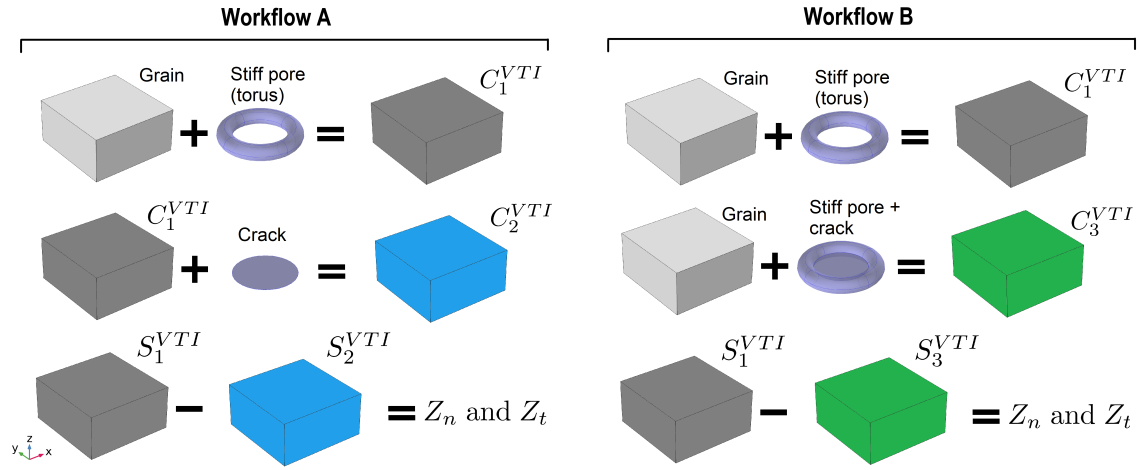 Workflow A
Grain
Stiff pore
(torus)
$C_1^{VTI}$
+ =
$C_1^{VTI}$
Crack
$C_2^{VTI}$
+ =
$S_1^{VTI}$
$S_2^{VTI}$
− = $Z_n$ and $Z_t$
z
y
x
Workflow B
Grain
Stiff pore
(torus)
$C_1^{VTI}$
+ =
Grain
Stiff pore +
crack
$C_3^{VTI}$
+ =
$S_1^{VTI}$
$S_3^{VTI}$
− = $Z_n$ and $Z_t$